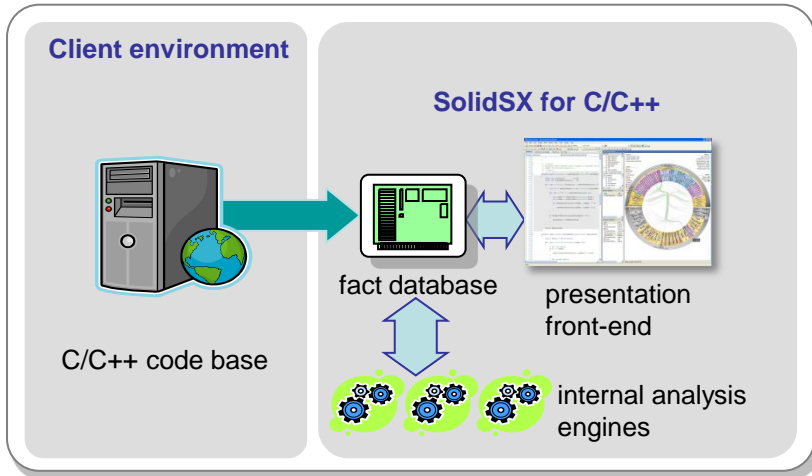 Client environment
SolidSX for C/C++
fact database
presentation
front-end
C/C++ code base
internal analysis
engines